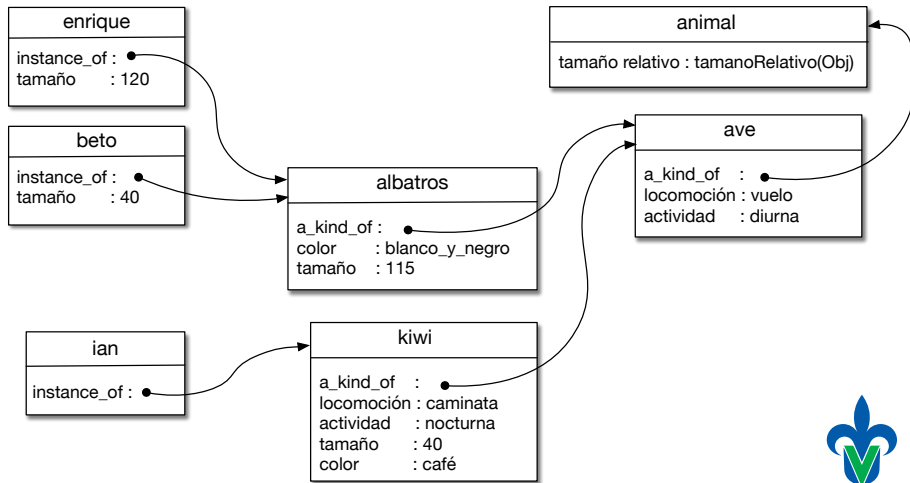 enrique
instance_of :
tamaño : 120
animal
tamaño relativo : tamanoRelativo(Obj)
beto
instance_of :
tamaño : 40
ave
a_kind_of :
locomoción : vuelo
actividad : diurna
albatros
a_kind_of :
color : blanco_y_negro
tamaño : 115
ian
instance_of :
kiwi
a_kind_of :
locomoción : caminata
actividad : nocturna
tamaño : 40
color : café